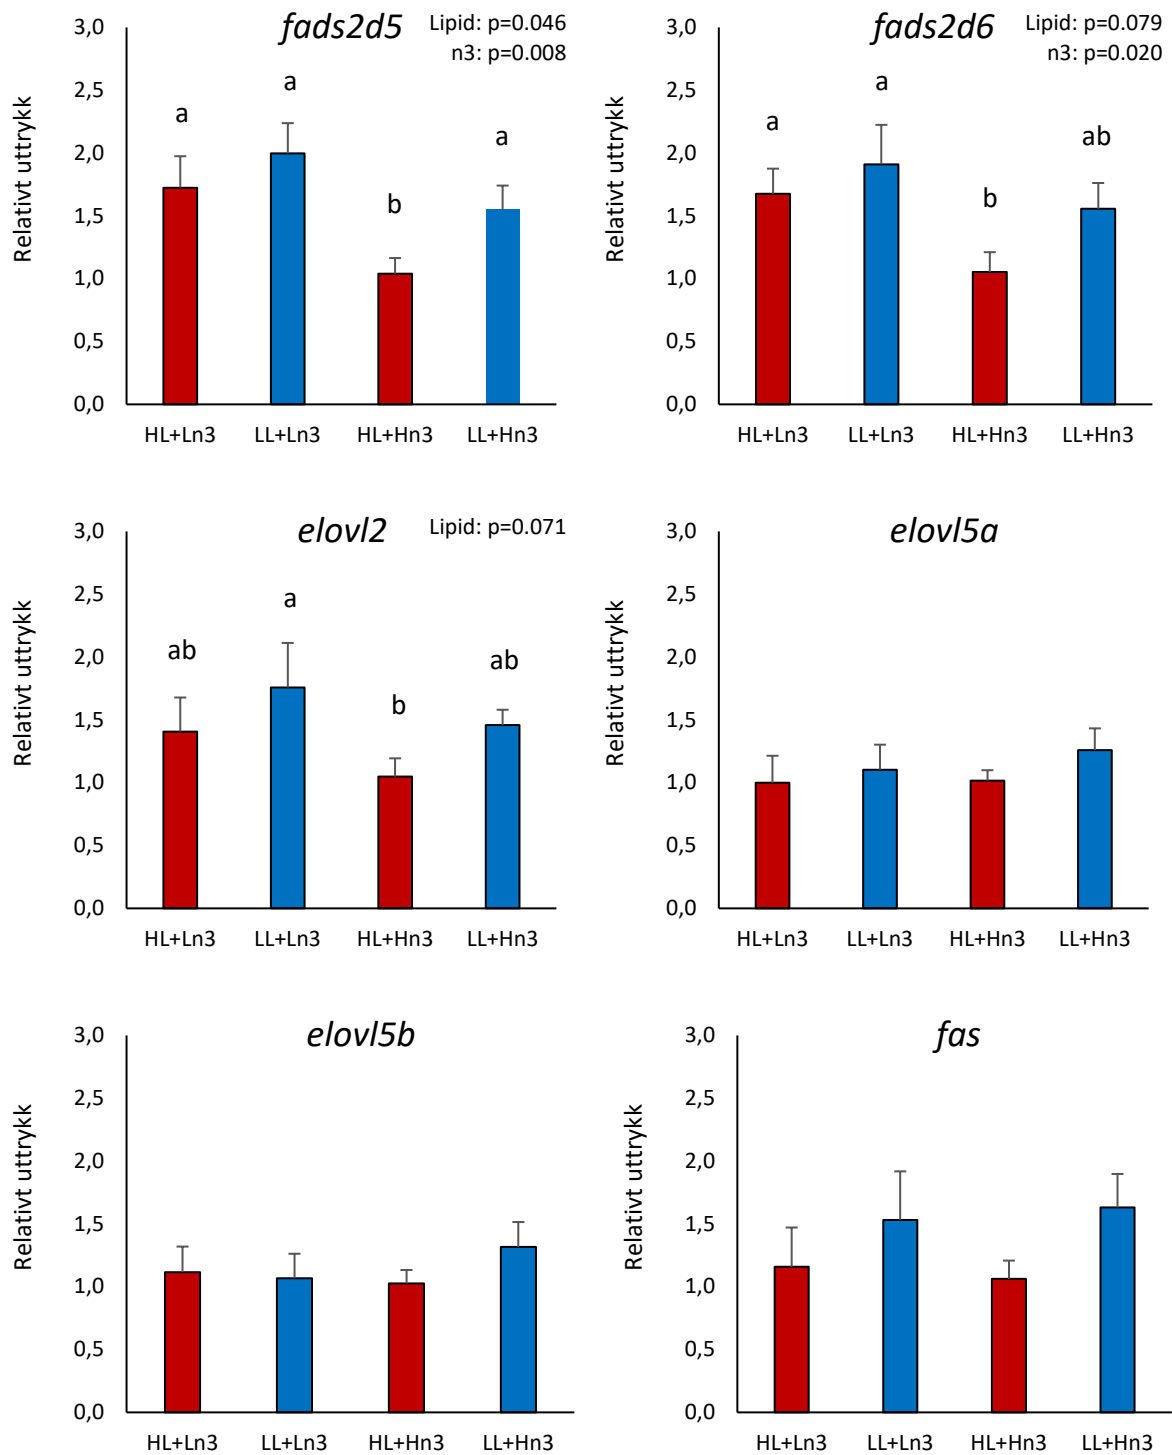 fads2d5
Lipid: p=0.046
n3: p=0.008
Relativt uttrykk
3,0
2,5
2,0
1,5
1,0
0,5
0,0
a
a
b
a
HL+Ln3 LL+Ln3 HL+Hn3 LL+Hn3
fads2d6
Lipid: p=0.079
n3: p=0.020
Relativt uttrykk
3,0
2,5
2,0
1,5
1,0
0,5
0,0
a
a
b
ab
HL+Ln3 LL+Ln3 HL+Hn3 LL+Hn3
elovl2
Lipid: p=0.071
Relativt uttrykk
3,0
2,5
2,0
1,5
1,0
0,5
0,0
ab
a
b
ab
HL+Ln3 LL+Ln3 HL+Hn3 LL+Hn3
elovl5a
Relativt uttrykk
3,0
2,5
2,0
1,5
1,0
0,5
0,0
HL+Ln3 LL+Ln3 HL+Hn3 LL+Hn3
elovl5b
Relativt uttrykk
3,0
2,5
2,0
1,5
1,0
0,5
0,0
HL+Ln3 LL+Ln3 HL+Hn3 LL+Hn3
fas
Relativt uttrykk
3,0
2,5
2,0
1,5
1,0
0,5
0,0
HL+Ln3 LL+Ln3 HL+Hn3 LL+Hn3